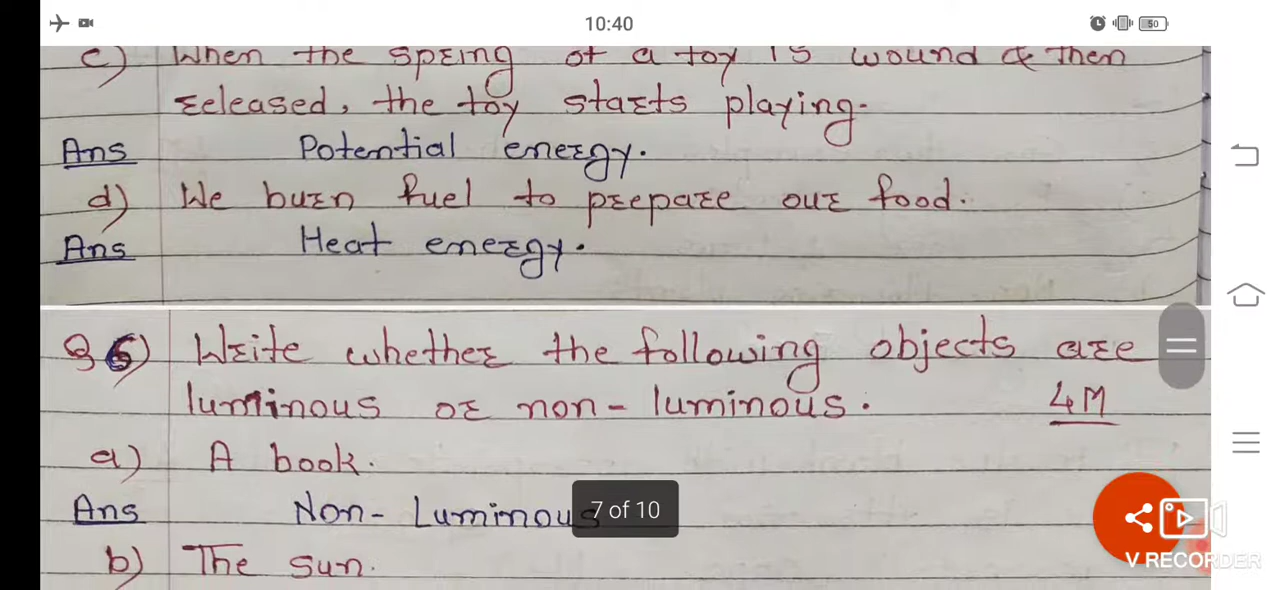 10:40
50
c) When the spring of a toy is wound & then
released, the toy starts playing.
Ans Potential energy.
d) We burn fuel to prepare our food.
Ans Heat energy.
Q 6) Write whether the following objects are
luminous or non-luminous. 4M
a) A book.
Ans Non-Luminous
7 of 10
b) The sun.
V RECORDER